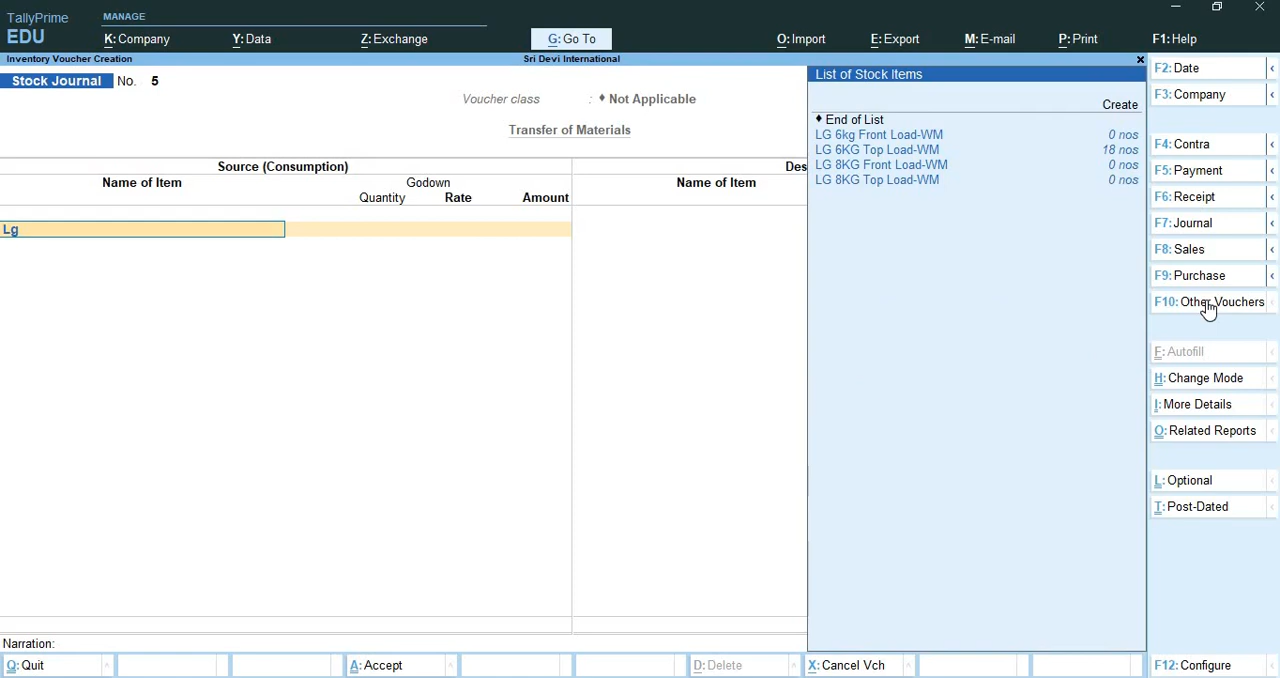 TallyPrime
EDU
MANAGE
K: Company
Y: Data
Z: Exchange
G: Go To
O: Import
E: Export
M: E-mail
P: Print
F1: Help
Inventory Voucher Creation
Sri Devi International
Stock Journal No. 5
Voucher class : ♦ Not Applicable
Transfer of Materials
Source (Consumption)
Des
Name of Item
Godown
Quantity Rate Amount
Name of Item
Lg
List of Stock Items
Create
♦ End of List
LG 6kg Front Load-WM 0 nos
LG 6KG Top Load-WM 18 nos
LG 8KG Front Load-WM 0 nos
LG 8KG Top Load-WM 0 nos
F2: Date
F3: Company
F4: Contra
F5: Payment
F6: Receipt
F7: Journal
F8: Sales
F9: Purchase
F10: Other Vouchers
F: Autofill
H: Change Mode
I: More Details
O: Related Reports
L: Optional
T: Post-Dated
Narration:
Q: Quit
A: Accept
D: Delete
X: Cancel Vch
F12: Configure